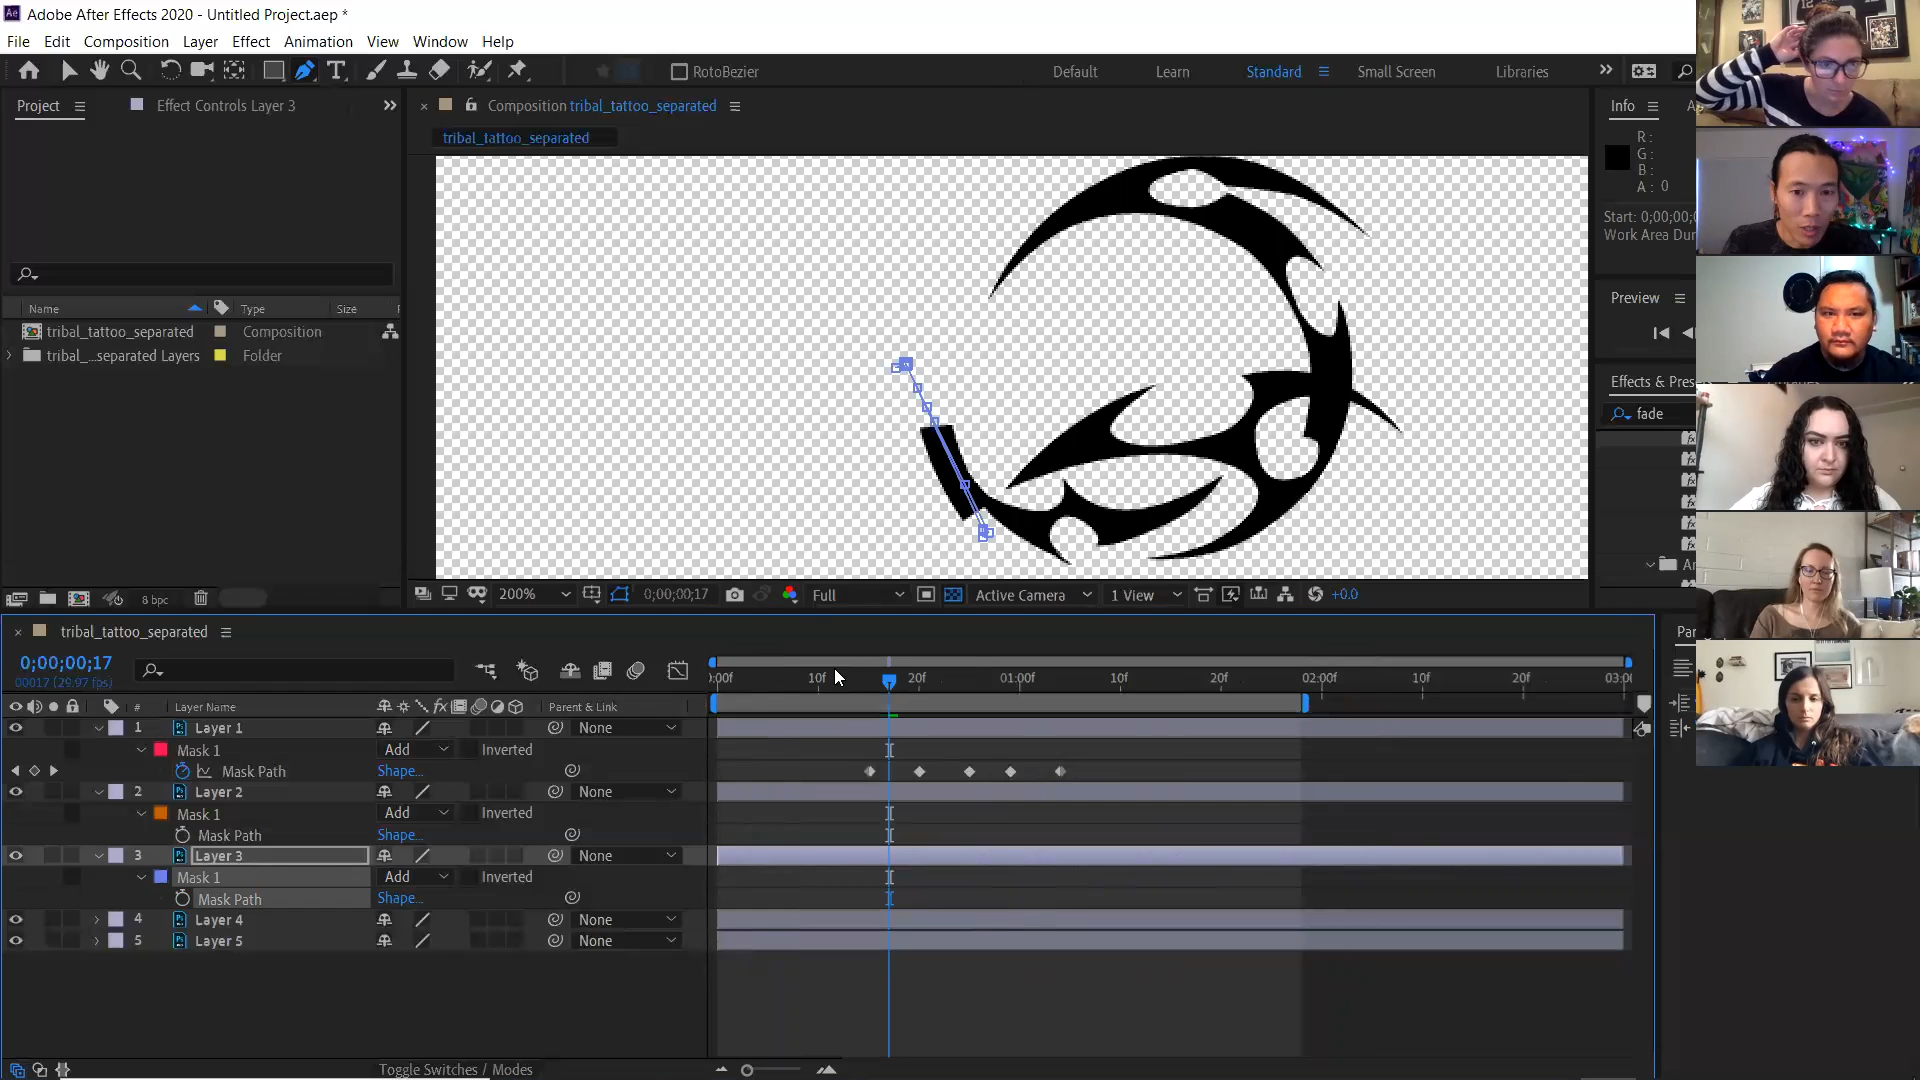 Adobe After Effects 2020 - Untitled Project.aep *
File Edit Composition Layer Effect Animation View Window Help
RotoBezier Default Learn Standard Small Screen Libraries
Project Effect Controls Layer 3
Composition tribal_tattoo_separated
Info
tribal_tattoo_separated
R:
G:
B:
A: 0
Start: 0;00;00;
Work Area Dur
Name Type Size
tribal_tattoo_separated Composition
tribal_...separated Layers Folder
Preview
Effects & Pres
fade
8 bpc
200% 0;00;00;17 Full Active Camera 1 View +0.0
tribal_tattoo_separated
0;00;00;17
00017 (29.97 fps)
:00f 10f 20f 01:00f 10f 20f 02:00f 10f 20f 03:00
# Layer Name Parent & Link
1 Layer 1 None
Mask 1 Add Inverted
Mask Path Shape...
2 Layer 2 None
Mask 1 Add Inverted
Mask Path Shape...
3 Layer 3 None
Mask 1 Add Inverted
Mask Path Shape...
4 Layer 4 None
5 Layer 5 None
Toggle Switches / Modes